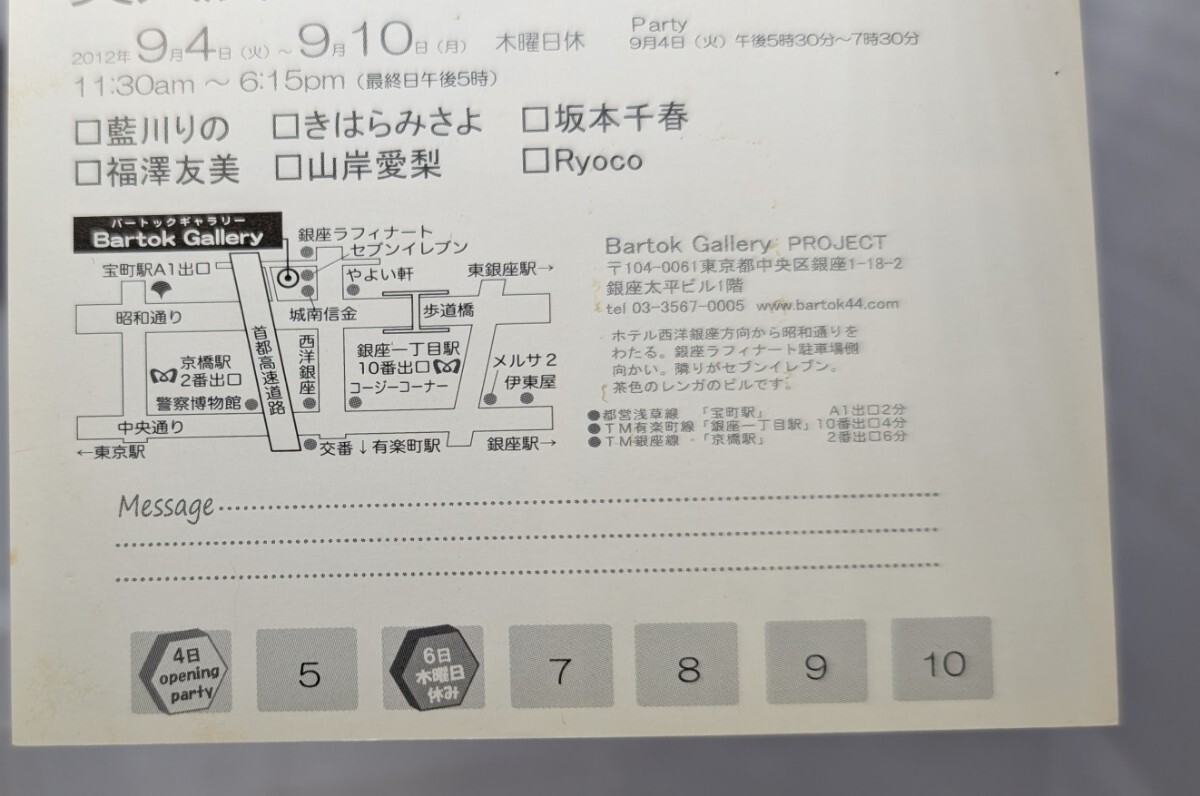 2012年 9月4日(火)～9月10日(月) 木曜日休
Party
9月4日(火)午後5時30分～7時30分
11:30am ～ 6:15pm (最終日午後5時)
□藍川りの □きはらみさよ □坂本千春
□福澤友美 □山岸愛梨 □Ryoco
バートックギャラリー
Bartok Gallery
銀座ラフィナート
セブンイレブン
宝町駅A1出口
やよい軒
東銀座駅→
昭和通り
城南信金
歩道橋
首都高速道路
西洋銀座
京橋駅
2番出口
銀座一丁目駅
10番出口
コージーコーナー
メルサ2
伊東屋
警察博物館
中央通り
←東京駅
交番
↓有楽町駅
銀座駅→
Bartok Gallery PROJECT
〒104-0061東京都中央区銀座1-18-2
銀座太平ビル1階
tel 03-3567-0005 www.bartok44.com
ホテル西洋銀座方向から昭和通りを
わたる。銀座ラフィナート駐車場側
向かい。隣りがセブンイレブン。
茶色のレンガのビルです。
●都営浅草線 「宝町駅」 A1出口2分
●TM有楽町線「銀座一丁目駅」10番出口4分
●TM銀座線・「京橋駅」 2番出口6分
Message
4日
opening
party
5
6日
木曜日
休み
7
8
9
10